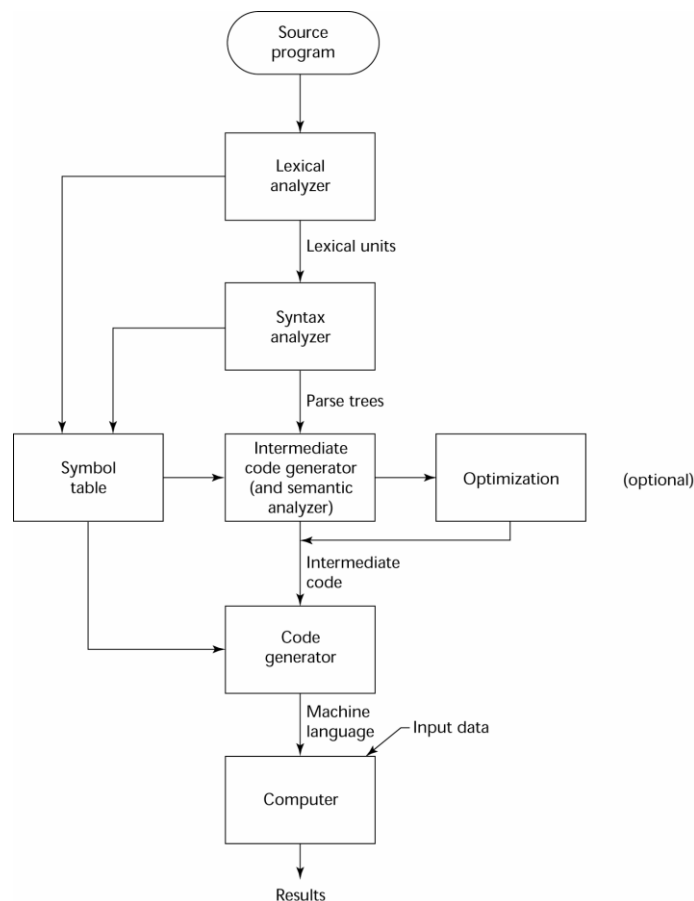 Source
program
Lexical
analyzer
Lexical units
Syntax
analyzer
Parse trees
Symbol
table
Intermediate
code generator
(and semantic
analyzer)
Optimization
(optional)
Intermediate
code
Code
generator
Machine
language
Input data
Computer
Results